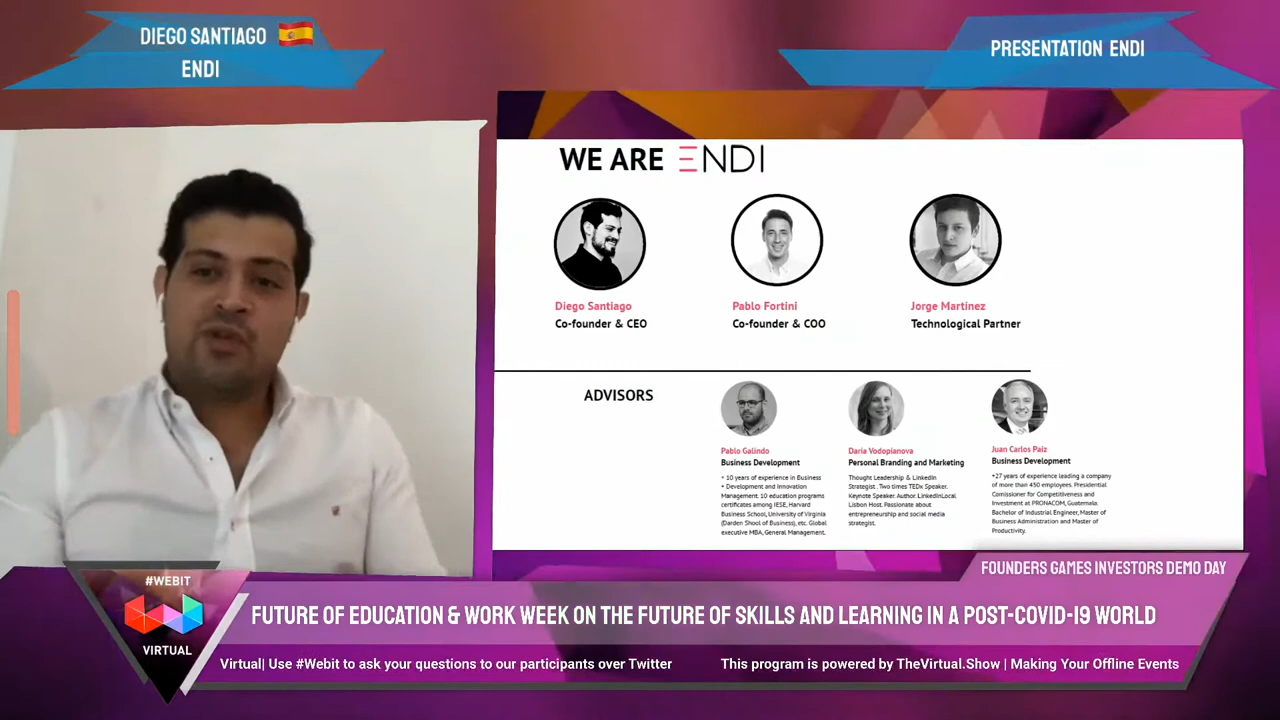 DIEGO SANTIAGO
ENDI
PRESENTATION ENDI
WE ARE ENDI
Diego Santiago
Co-founder & CEO
Pablo Fortini
Co-founder & COO
Jorge Martínez
Technological Partner
ADVISORS
Pablo Galindo
Business Development
+ 10 years of experience in Business
+ Development and Innovation
Management. 10 education programs
certificates among IESE, Harvard
Business School, University of Virginia
(Darden Shool of Business), etc. Global
executive MBA, General Management.
Daria Vodopianova
Personal Branding and Marketing
Thought Leadership & LinkedIn
Strategist . Two times TEDx Speaker.
Keynote Speaker. Author. LinkedInLocal
Lisbon Host. Passionate about
entrepreneurship and social media
strategist.
Juan Carlos Paiz
Business Development
+27 years of experience leading a company
of more than 450 employees. Presidential
Comissioner for Competitiveness and
Investment at PRONACOM, Guatemala.
Bachelor of Industrial Engineer, Master of
Business Administration and Master of
Productivity.
FOUNDERS GAMES INVESTORS DEMO DAY
#WEBIT
VIRTUAL
FUTURE OF EDUCATION & WORK WEEK ON THE FUTURE OF SKILLS AND LEARNING IN A POST-COVID-19 WORLD
Virtual| Use #Webit to ask your questions to our participants over Twitter
This program is powered by TheVirtual.Show | Making Your Offline Events